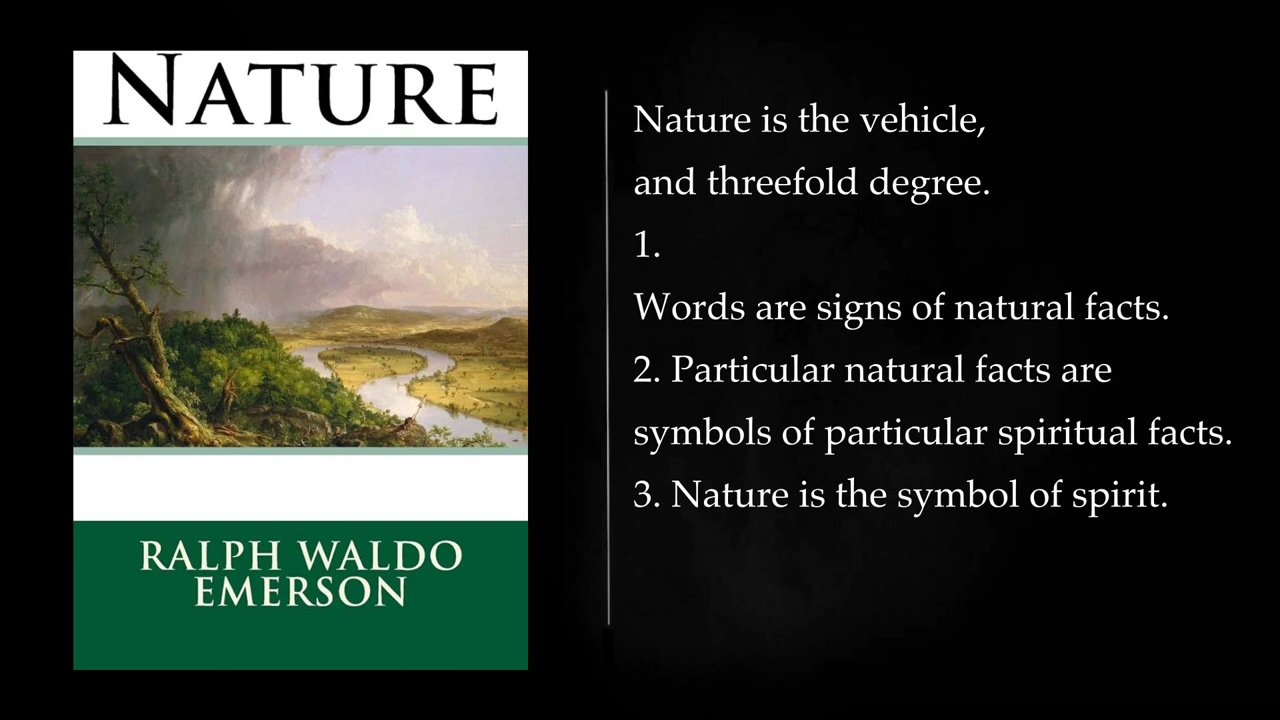 NATURE
RALPH WALDO
EMERSON
Nature is the vehicle,
and threefold degree.
1.
Words are signs of natural facts.
2. Particular natural facts are
symbols of particular spiritual facts.
3. Nature is the symbol of spirit.